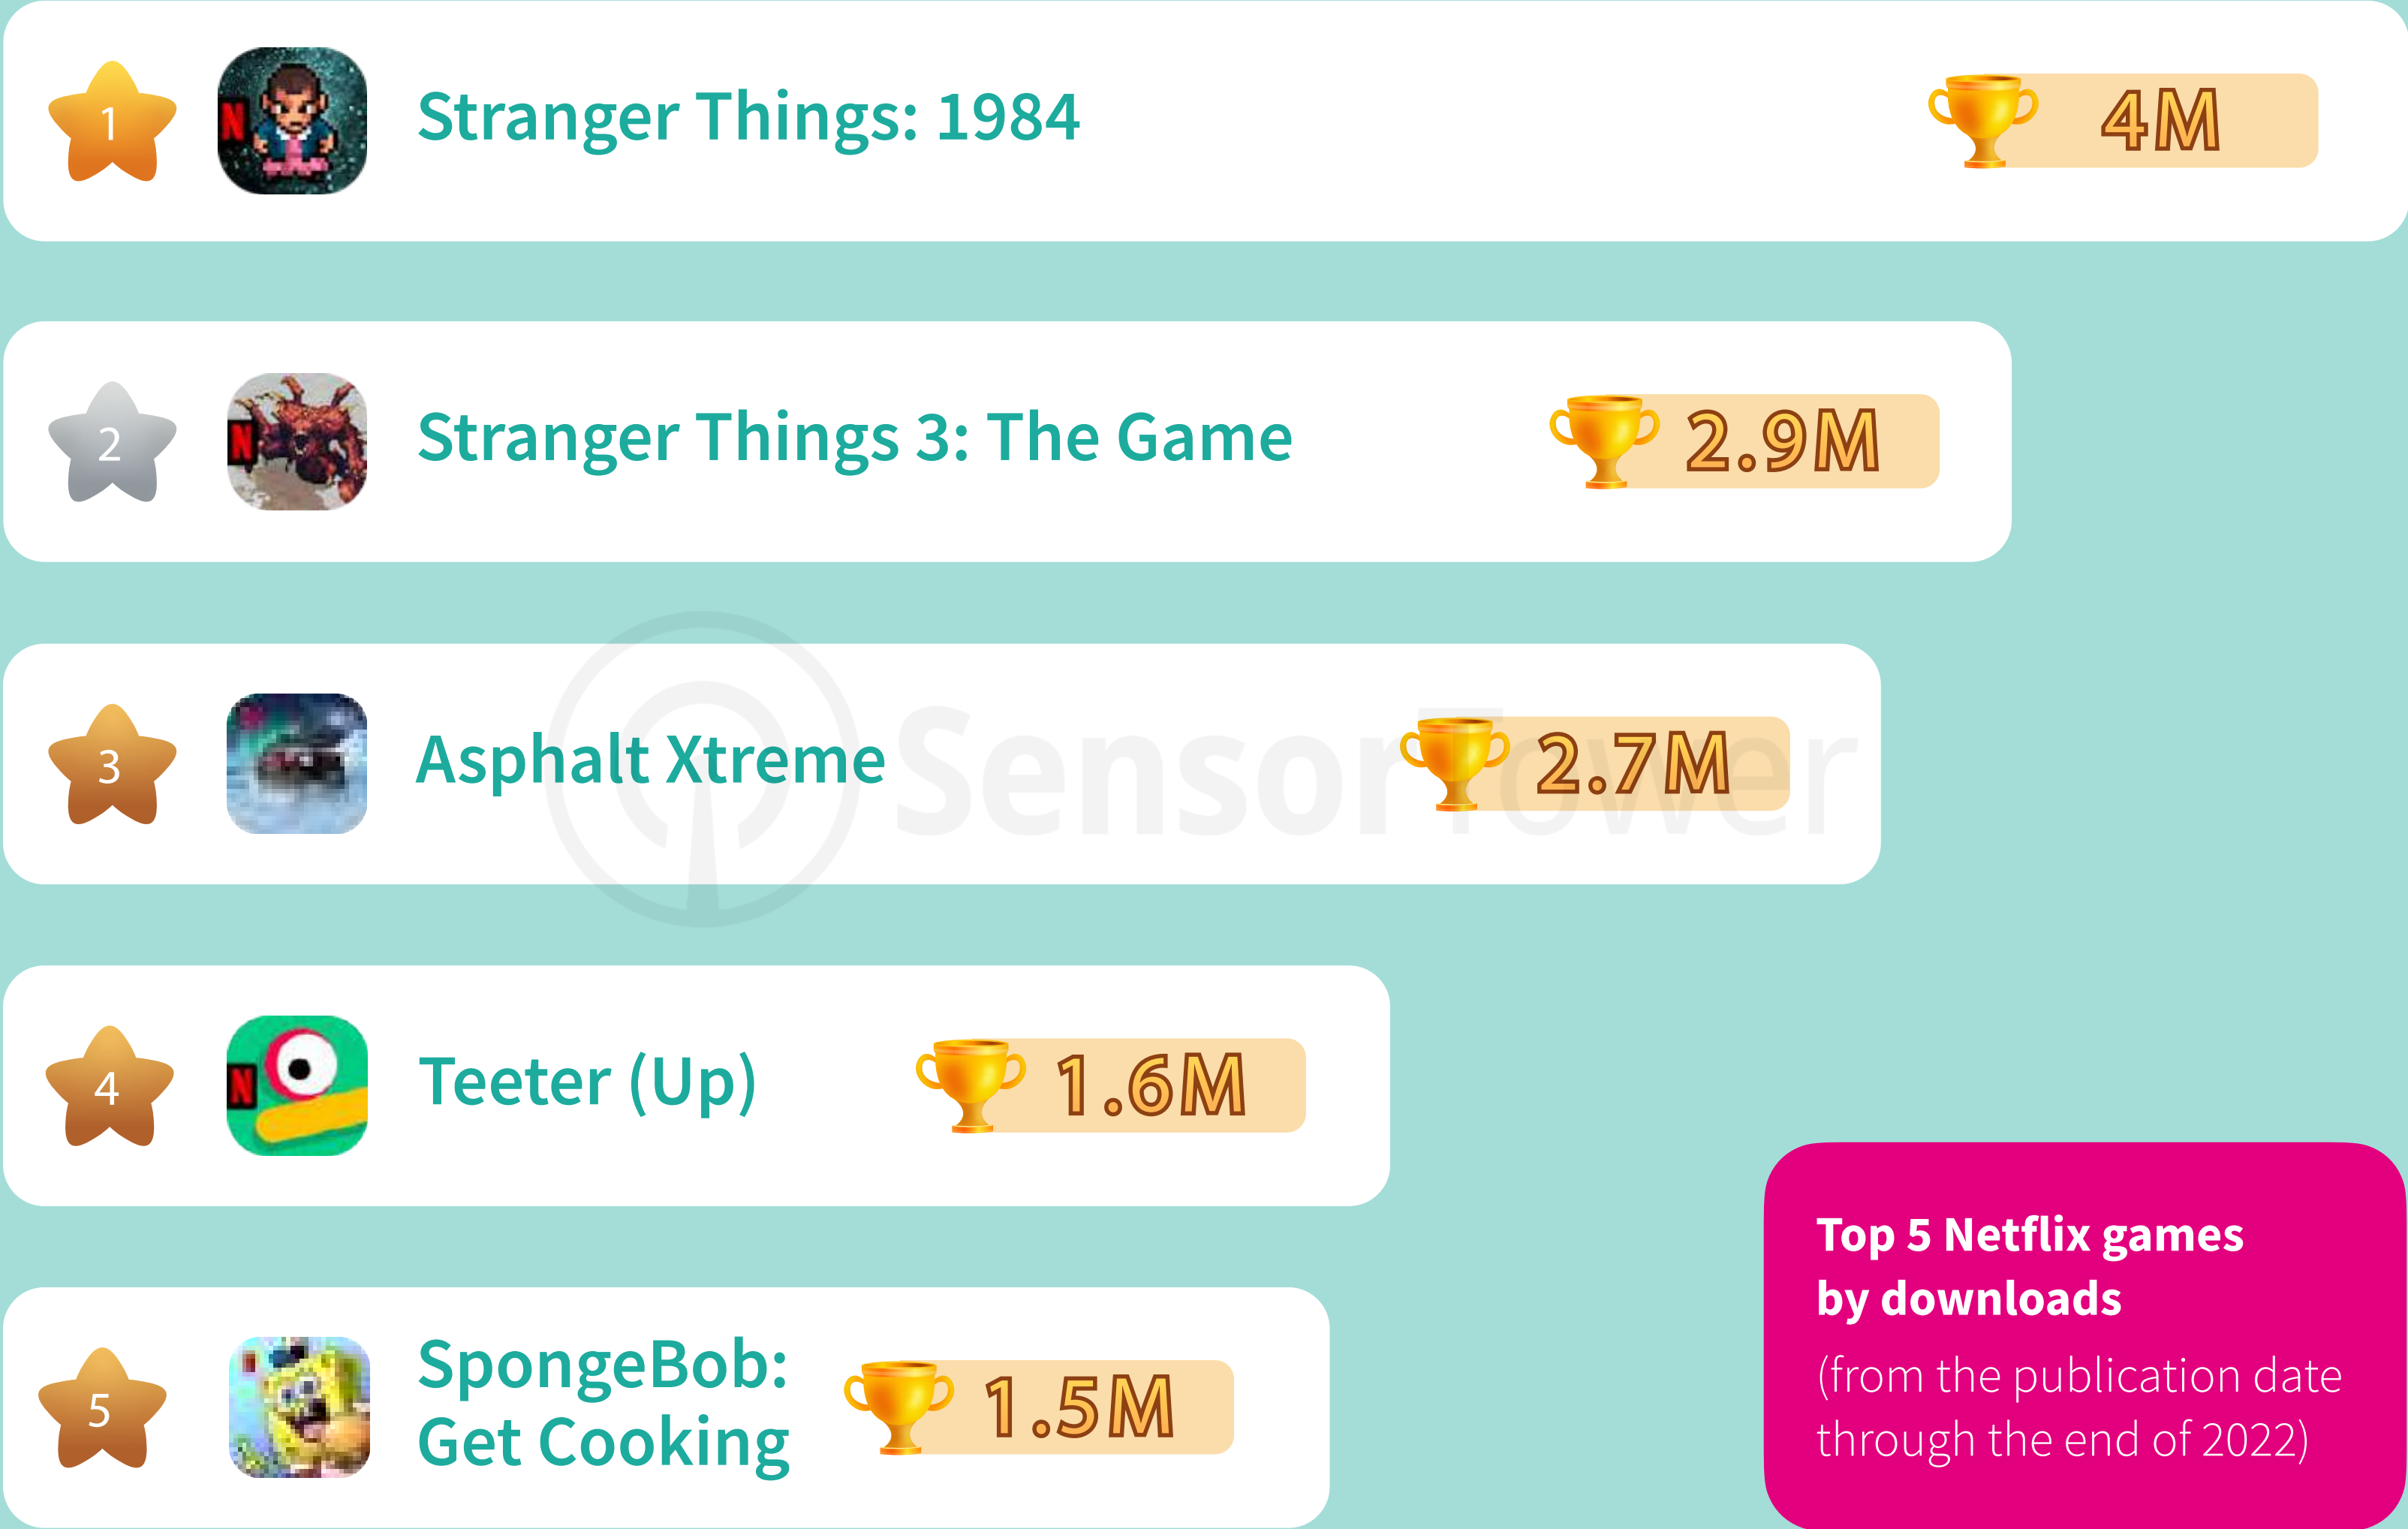 1
N
Stranger Things: 1984
4M
2
N
Stranger Things 3: The Game
2.9M
3
Asphalt Xtreme
2.7M
SensorTower
4
N
Teeter (Up)
1.6M
5
SpongeBob:
Get Cooking
1.5M
Top 5 Netflix games
by downloads
(from the publication date
through the end of 2022)